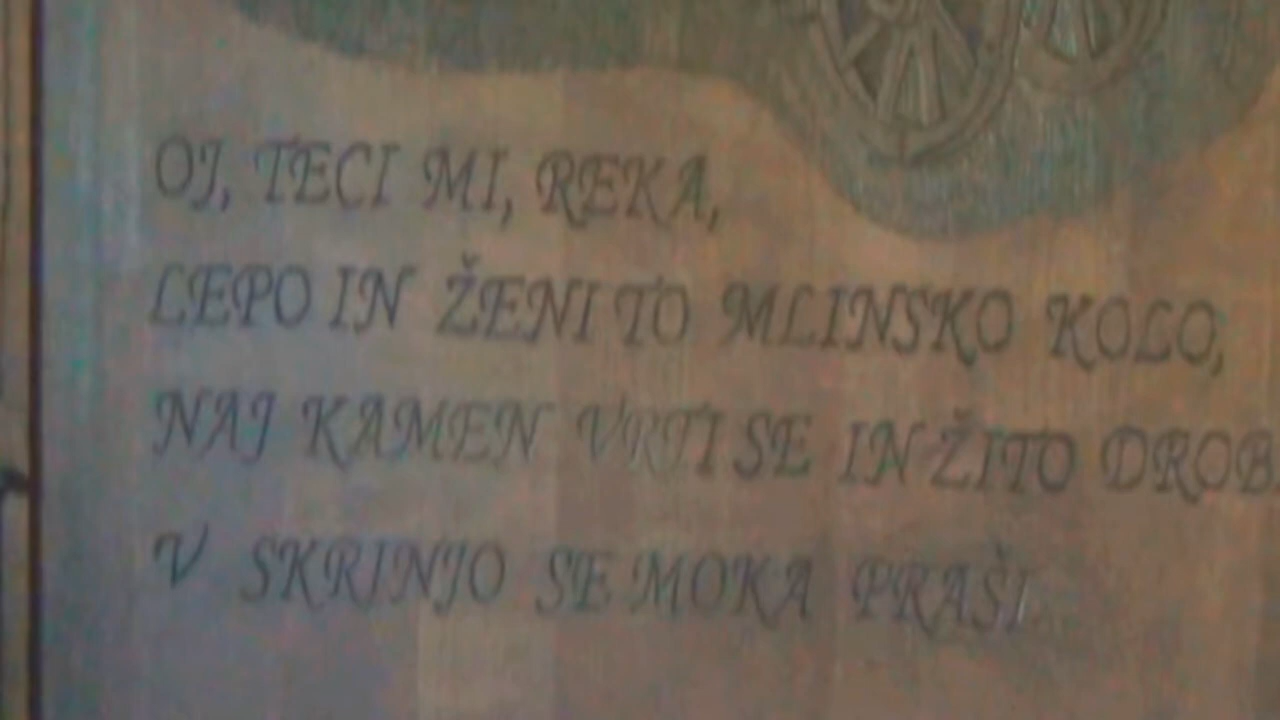 OJ, TECI MI, REKA,
LEPO IN ŽENI TO MLINSKO KOLO,
NAJ KAMEN VRTI SE IN ŽITO
V SKRINJO SE MOKA PRAŠI